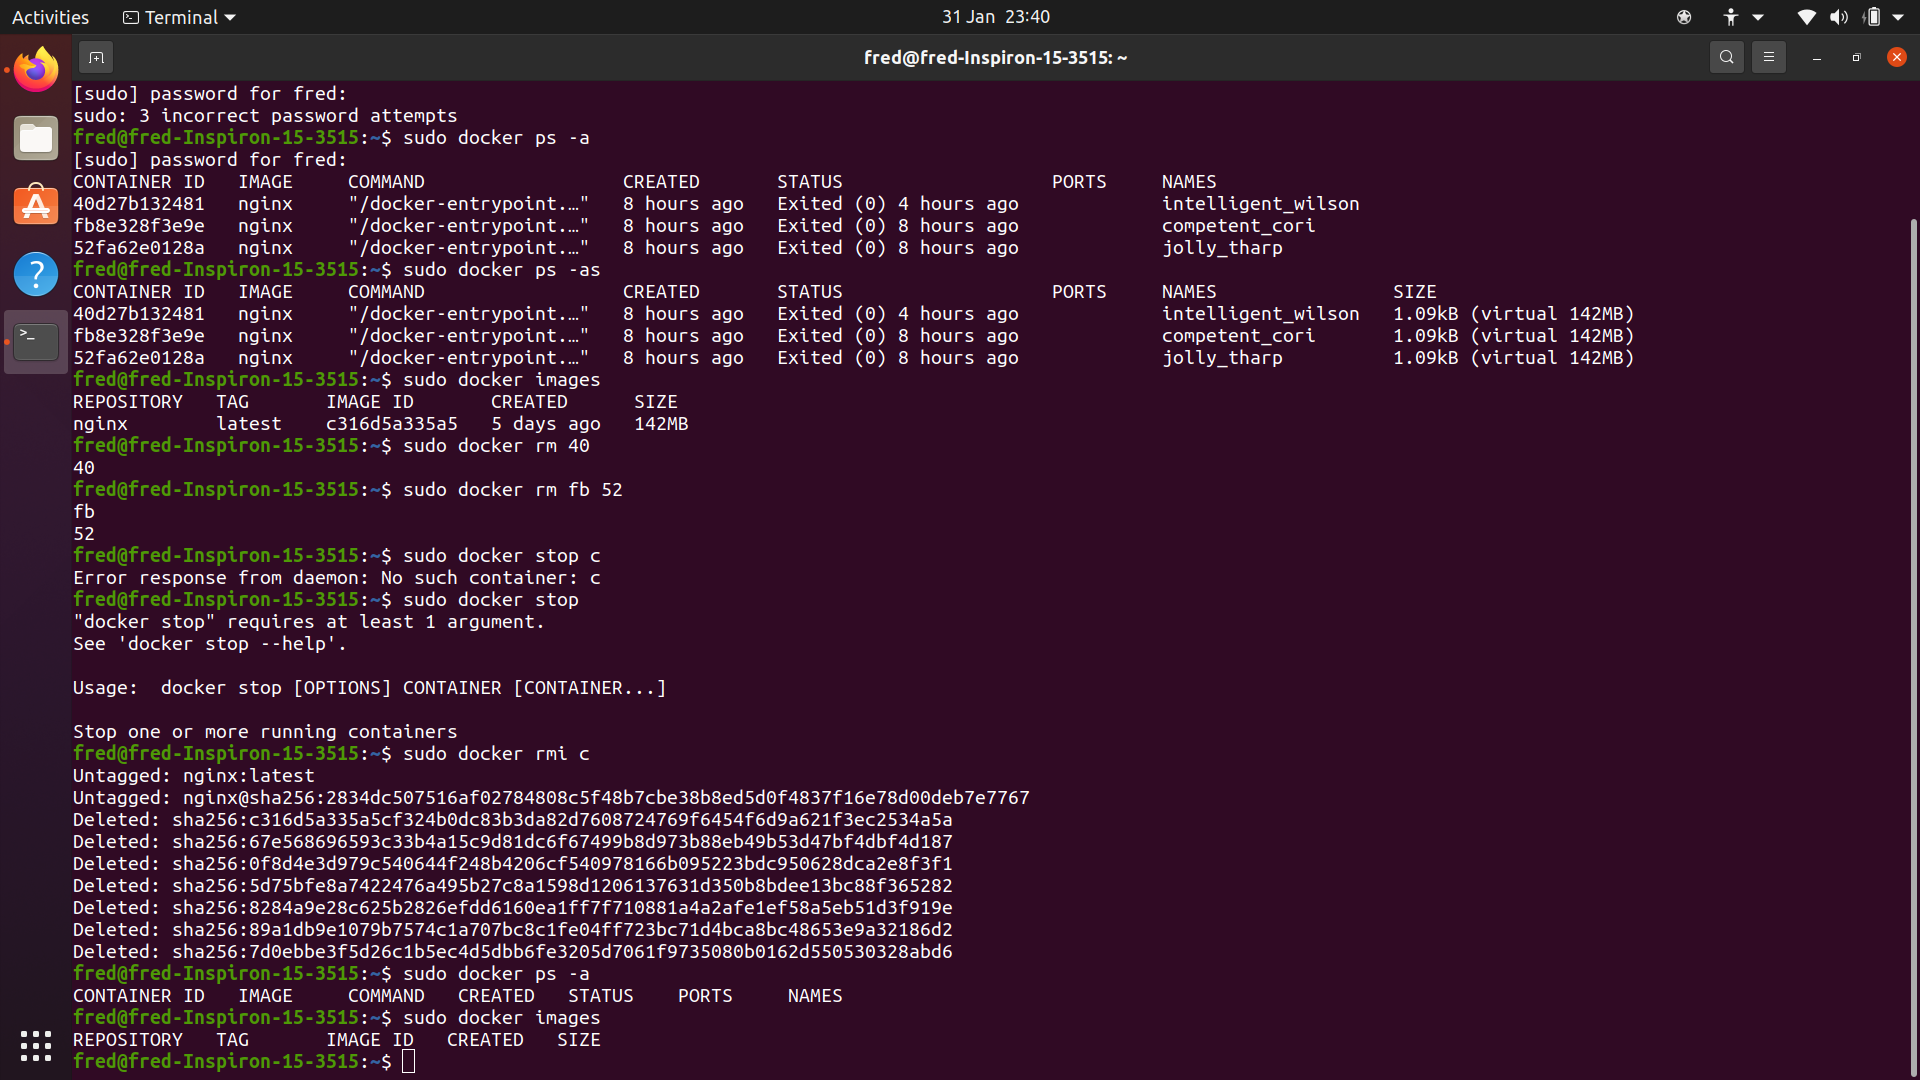 Activities
Terminal
31 Jan 23:40
fred@fred-Inspiron-15-3515: ~
[sudo] password for fred:
sudo: 3 incorrect password attempts
fred@fred-Inspiron-15-3515:~$ sudo docker ps -a
[sudo] password for fred:
CONTAINER ID   IMAGE     COMMAND                  CREATED       STATUS                   PORTS     NAMES
40d27b132481   nginx     "/docker-entrypoint.…"   8 hours ago   Exited (0) 4 hours ago             intelligent_wilson
fb8e328f3e9e   nginx     "/docker-entrypoint.…"   8 hours ago   Exited (0) 8 hours ago             competent_cori
52fa62e0128a   nginx     "/docker-entrypoint.…"   8 hours ago   Exited (0) 8 hours ago             jolly_tharp
fred@fred-Inspiron-15-3515:~$ sudo docker ps -as
CONTAINER ID   IMAGE     COMMAND                  CREATED       STATUS                   PORTS     NAMES                SIZE
40d27b132481   nginx     "/docker-entrypoint.…"   8 hours ago   Exited (0) 4 hours ago             intelligent_wilson   1.09kB (virtual 142MB)
fb8e328f3e9e   nginx     "/docker-entrypoint.…"   8 hours ago   Exited (0) 8 hours ago             competent_cori       1.09kB (virtual 142MB)
52fa62e0128a   nginx     "/docker-entrypoint.…"   8 hours ago   Exited (0) 8 hours ago             jolly_tharp          1.09kB (virtual 142MB)
fred@fred-Inspiron-15-3515:~$ sudo docker images
REPOSITORY   TAG       IMAGE ID       CREATED      SIZE
nginx        latest    c316d5a335a5   5 days ago   142MB
fred@fred-Inspiron-15-3515:~$ sudo docker rm 40
40
fred@fred-Inspiron-15-3515:~$ sudo docker rm fb 52
fb
52
fred@fred-Inspiron-15-3515:~$ sudo docker stop c
Error response from daemon: No such container: c
fred@fred-Inspiron-15-3515:~$ sudo docker stop
"docker stop" requires at least 1 argument.
See 'docker stop --help'.
Usage:  docker stop [OPTIONS] CONTAINER [CONTAINER...]
Stop one or more running containers
fred@fred-Inspiron-15-3515:~$ sudo docker rmi c
Untagged: nginx:latest
Untagged: nginx@sha256:2834dc507516af02784808c5f48b7cbe38b8ed5d0f4837f16e78d00deb7e7767
Deleted: sha256:c316d5a335a5cf324b0dc83b3da82d7608724769f6454f6d9a621f3ec2534a5a
Deleted: sha256:67e568696593c33b4a15c9d81dc6f67499b8d973b88eb49b53d47bf4dbf4d187
Deleted: sha256:0f8d4e3d979c540644f248b4206cf540978166b095223bdc950628dca2e8f3f1
Deleted: sha256:5d75bfe8a7422476a495b27c8a1598d1206137631d350b8bdee13bc88f365282
Deleted: sha256:8284a9e28c625b2826efdd6160ea1ff7f710881a4a2afe1ef58a5eb51d3f919e
Deleted: sha256:89a1db9e1079b7574c1a707bc8c1fe04ff723bc71d4bca8bc48653e9a32186d2
Deleted: sha256:7d0ebbe3f5d26c1b5ec4d5dbb6fe3205d7061f9735080b0162d550530328abd6
fred@fred-Inspiron-15-3515:~$ sudo docker ps -a
CONTAINER ID   IMAGE     COMMAND   CREATED   STATUS    PORTS     NAMES
fred@fred-Inspiron-15-3515:~$ sudo docker images
REPOSITORY   TAG       IMAGE ID   CREATED   SIZE
fred@fred-Inspiron-15-3515:~$